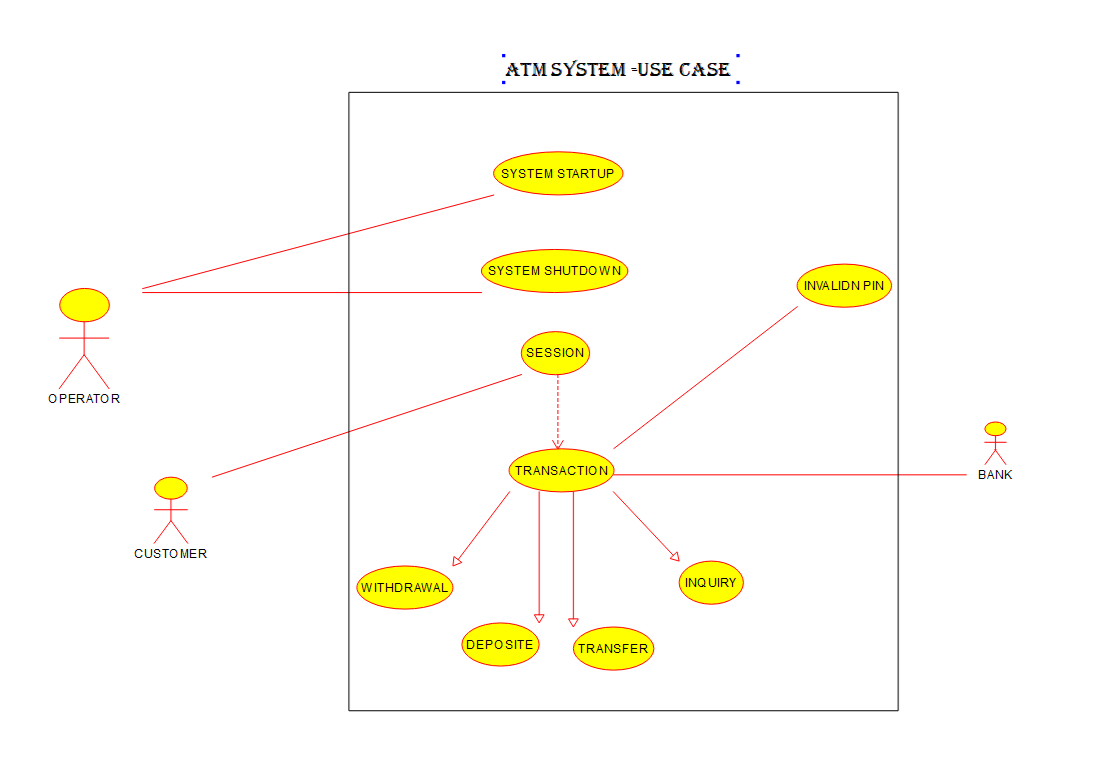 ATM SYSTEM -USE CASE
SYSTEM STARTUP
SYSTEM SHUTDOWN
INVALIDN PIN
SESSION
OPERATOR
TRANSACTION
BANK
CUSTOMER
WITHDRAWAL
INQUIRY
DEPOSITE
TRANSFER